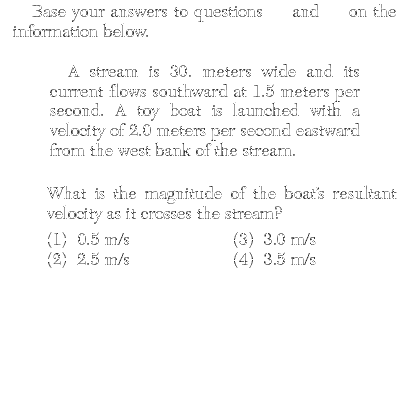 Base your answers to questions and on the
information below.
A stream is 30. meters wide and its
current flows southward at 1.5 meters per
second. A toy boat is launched with a
velocity of 2.0 meters per second eastward
from the west bank of the stream.
What is the magnitude of the boat's resultant
velocity as it crosses the stream?
(1) 0.5 m/s (3) 3.0 m/s
(2) 2.5 m/s (4) 3.5 m/s